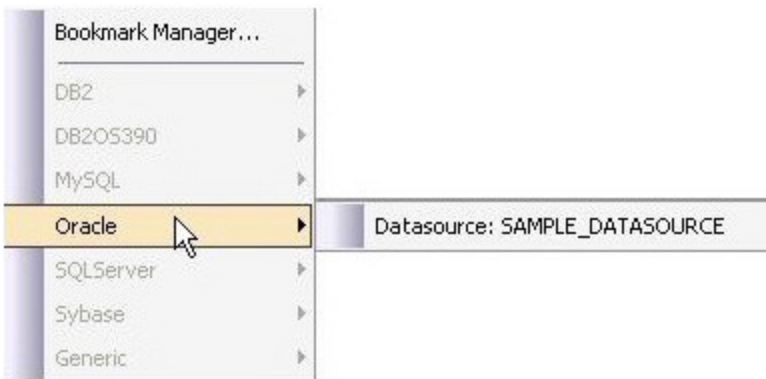 Bookmark Manager...
DB2
DB2OS390
MySQL
Oracle
Datasource: SAMPLE_DATASOURCE
SQLServer
Sybase
Generic